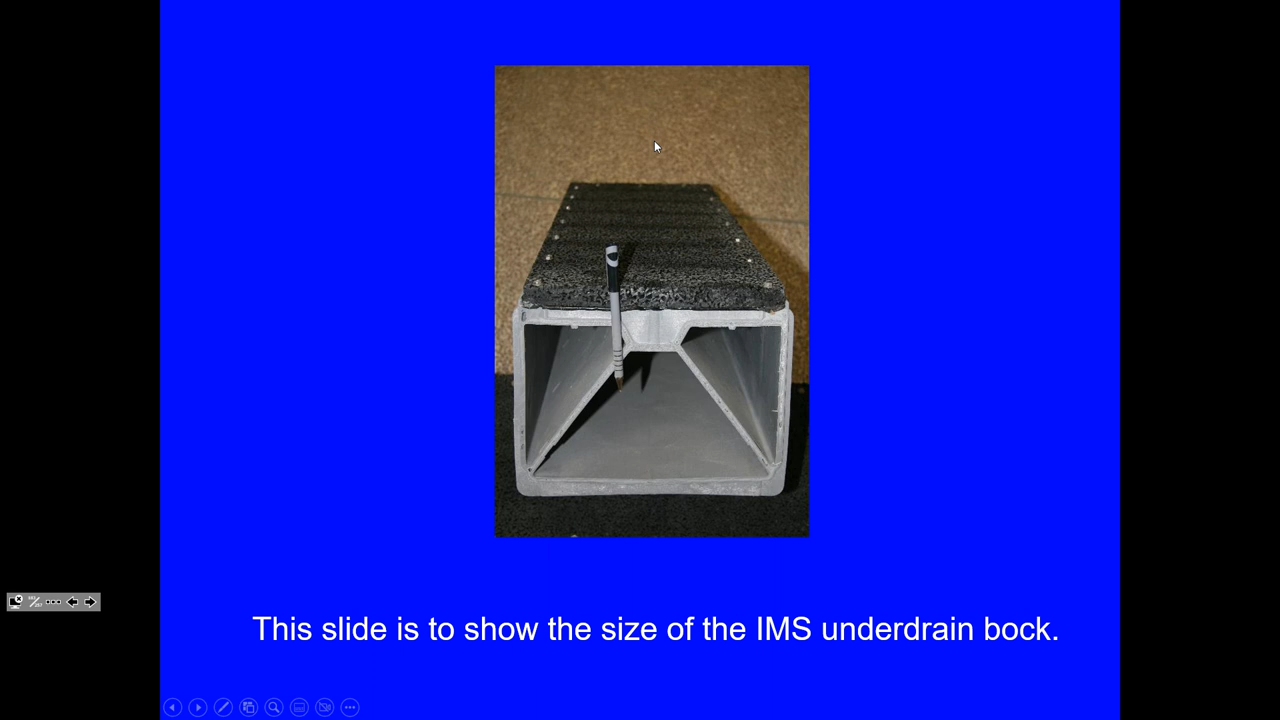 This slide is to show the size of the IMS underdrain bock.